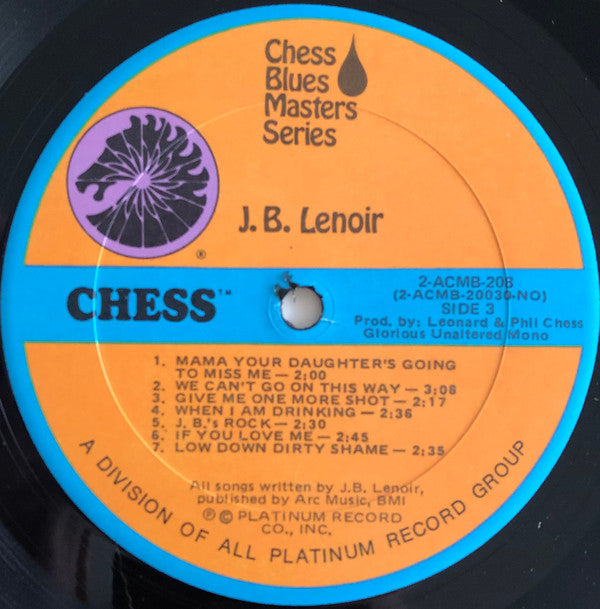 Chess
Blues
Masters
Series
®
J.B. Lenoir
CHESS™
2-ACMB-208
(2-ACMB-20030-NO)
SIDE 3
Prod. by: Leonard & Phil Chess
Glorious Unaltered Mono
1. MAMA YOUR DAUGHTER'S GOING
TO MISS ME — 2:00
2. WE CAN'T GO ON THIS WAY — 3:08
3. GIVE ME ONE MORE SHOT — 2:17
4. WHEN I AM DRINKING — 2:36
5. J. B.'s ROCK — 2:30
6. IF YOU LOVE ME — 2:45
7. LOW DOWN DIRTY SHAME — 2:35
All songs written by J.B. Lenoir,
published by Arc Music, BMI
℗ © PLATINUM RECORD
CO., INC.
A DIVISION OF ALL PLATINUM RECORD GROUP